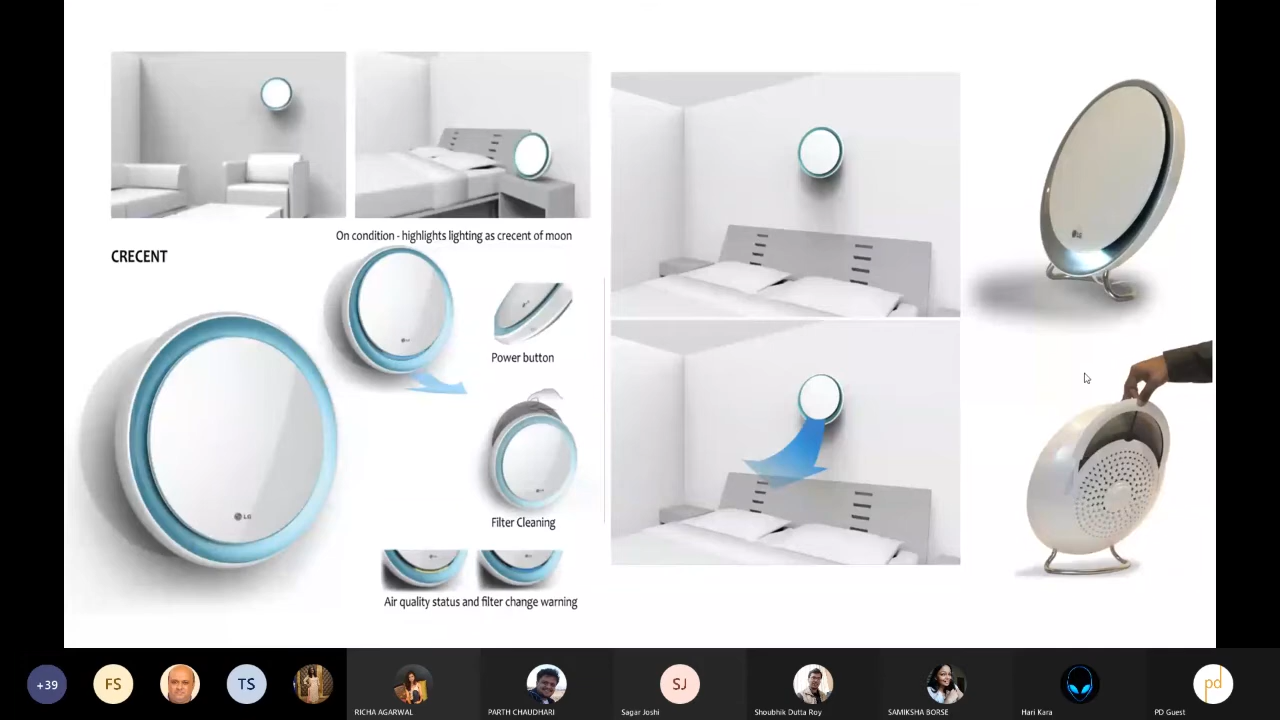 On condition - highlights lighting as crecent of moon
CRECENT
Power button
LG
Filter Cleaning
Air quality status and filter change warning
+39
FS
TS
RICHA AGARWAL
PARTH CHAUDHARI
SJ
Sagar Joshi
Shoubhik Dutta Roy
SAMIKSHA BORSE
Hari Kara
pd
PD Guest